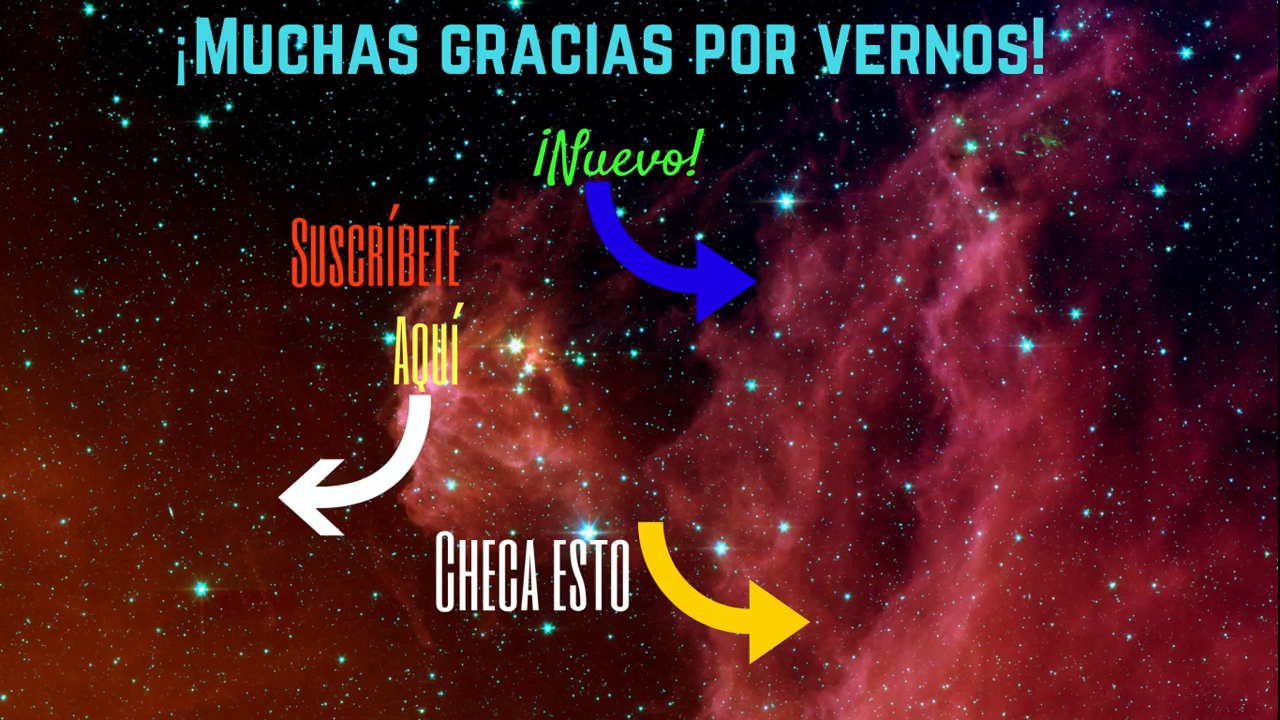 ¡Muchas gracias por vernos!
¡Nuevo!
Suscríbete
Aquí
Checa esto